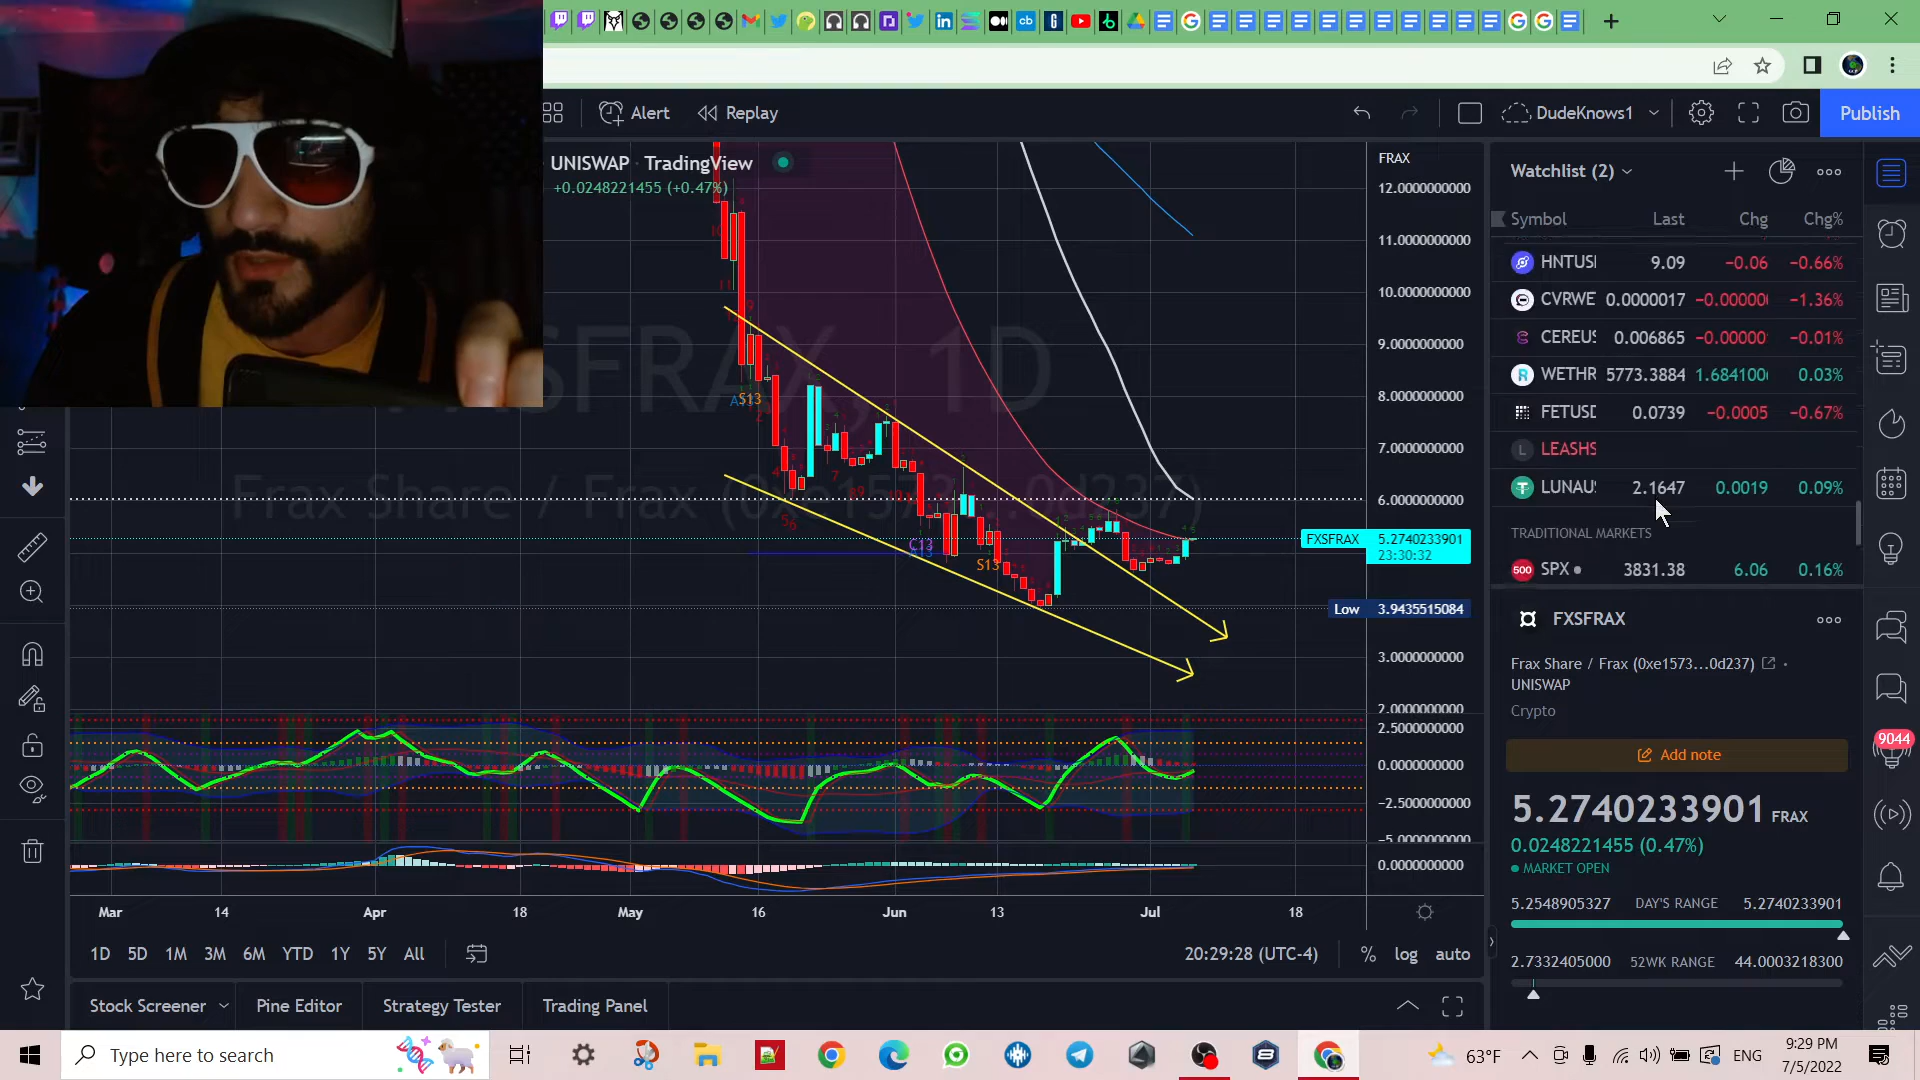 Alert
Replay
DudeKnows1
Publish
UNISWAP TradingView
+0.0248221455 (+0.47%)
FRAX
12.0000000000
11.0000000000
10.0000000000
9.0000000000
8.0000000000
7.0000000000
6.0000000000
FXSFRAX 5.2740233901
23:30:32
Low 3.9435515084
3.0000000000
2.0000000000
2.5000000000
0.0000000000
−2.5000000000
−5.0000000000
0.0000000000
SFRAX, 1D
Frax Share / Frax (0xe1573...0d237)
S13
C13
S13
Mar 14 Apr 18 May 16 Jun 13 Jul 18
1D 5D 1M 3M 6M YTD 1Y 5Y All
20:29:28 (UTC-4) % log auto
Stock Screener Pine Editor Strategy Tester Trading Panel
Watchlist (2)
Symbol Last Chg Chg%
HNTUSI 9.09 −0.06 −0.66%
CVRWE 0.0000017 −0.000000 −1.36%
CEREUS 0.006865 −0.00000 −0.01%
WETHR 5773.3884 1.684100 0.03%
FETUSD 0.0739 −0.0005 −0.67%
LEASHS
LUNAUS 2.1647 0.0019 0.09%
TRADITIONAL MARKETS
SPX 3831.38 6.06 0.16%
FXSFRAX
Frax Share / Frax (0xe1573...0d237)
UNISWAP
Crypto
Add note
5.2740233901 FRAX
0.0248221455 (0.47%)
MARKET OPEN
5.2548905327 DAY'S RANGE 5.2740233901
2.7332405000 52WK RANGE 44.0003218300
9044
Type here to search
63°F
ENG
9:29 PM
7/5/2022